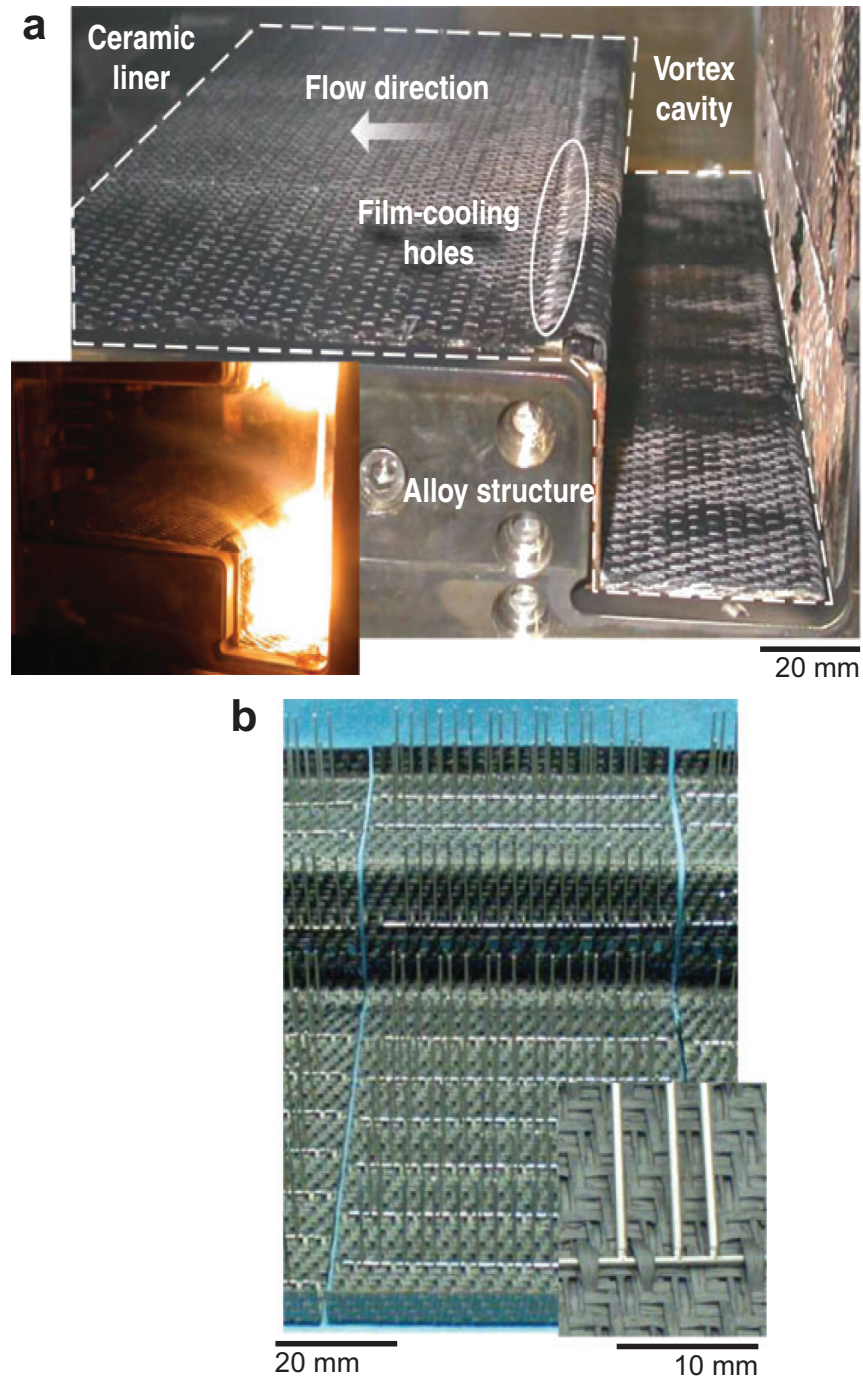 a
Ceramic
liner
Flow direction
Vortex
cavity
Film-cooling
holes
Alloy structure
20 mm
b
20 mm
10 mm